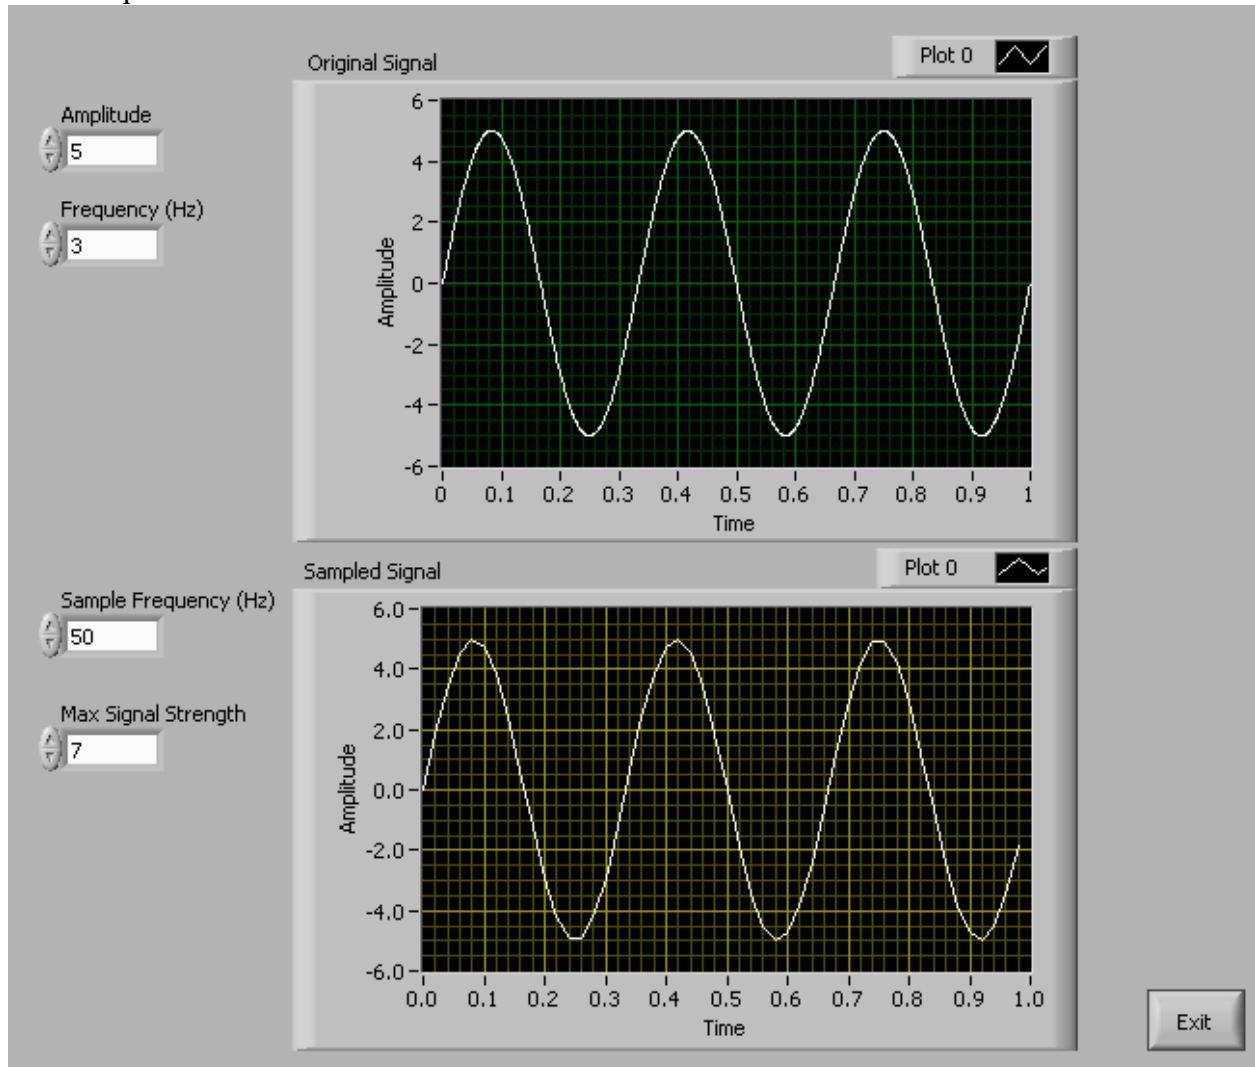 Original Signal
Plot 0
Amplitude
5
Frequency (Hz)
3
Amplitude
6
4
2
0
-2
-4
-6
0 0.1 0.2 0.3 0.4 0.5 0.6 0.7 0.8 0.9 1
Time
Sampled Signal
Plot 0
Sample Frequency (Hz)
50
Max Signal Strength
7
Amplitude
6.0
4.0
2.0
0.0
-2.0
-4.0
-6.0
0.0 0.1 0.2 0.3 0.4 0.5 0.6 0.7 0.8 0.9 1.0
Time
Exit